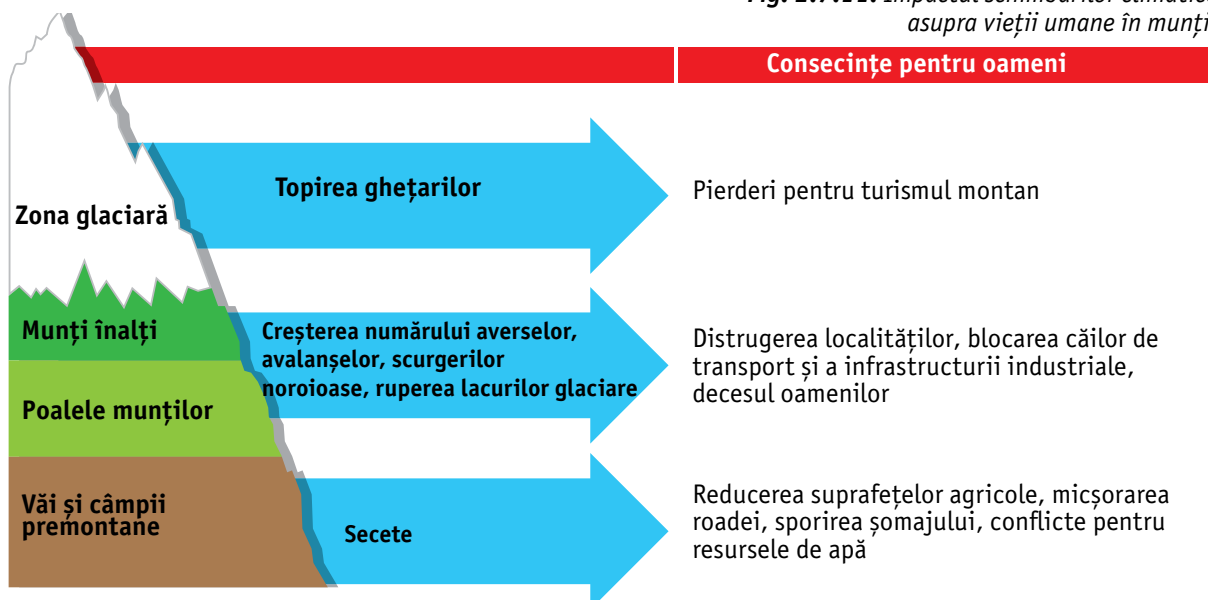 asupra vieții umane în munți
Consecințe pentru oameni
Zona glaciară
Topirea ghețarilor
Pierderi pentru turismul montan
Munți înalți
Creșterea numărului averselor,
avalanșelor, scurgerilor
noroioase, ruperea lacurilor glaciare
Distrugerea localităților, blocarea căilor de
transport și a infrastructurii industriale,
decesul oamenilor
Poalele munților
Văi și câmpii
premontane
Secete
Reducerea suprafețelor agricole, micșorarea
roadei, sporirea șomajului, conflicte pentru
resursele de apă